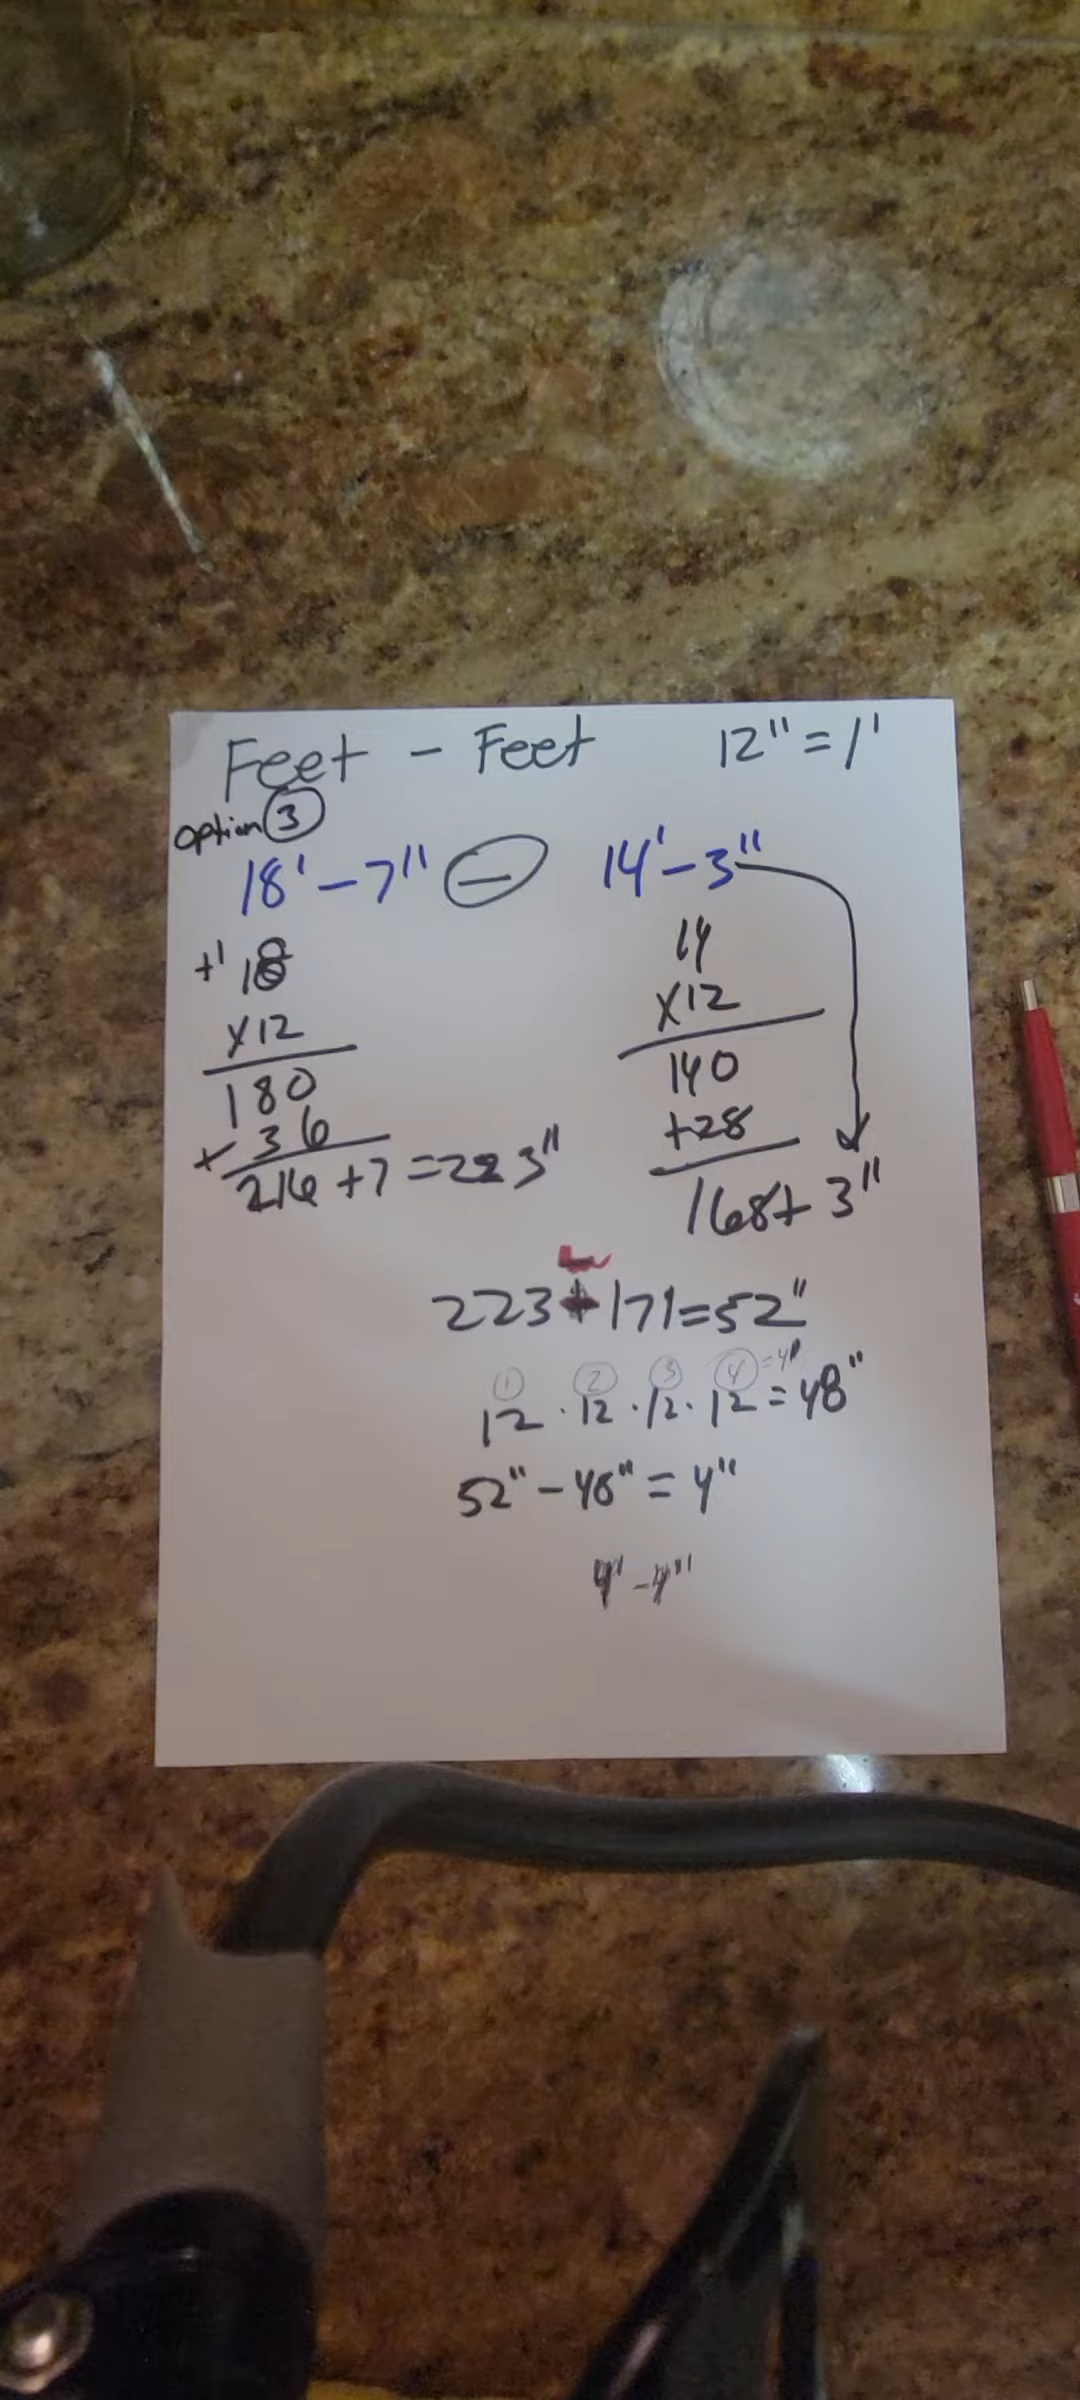 Feet - Feet 12" = 1'
option 3
18' - 7" - 14' - 3"
+1 18
x12
180
+ 36
216 + 7 = 223"
14
x12
140
+28
168 + 3"
223 - 171 = 52"
1 2 3 4 = 4'
12 · 12 · 12 · 12 = 48"
52" - 48" = 4"
4' - 4"